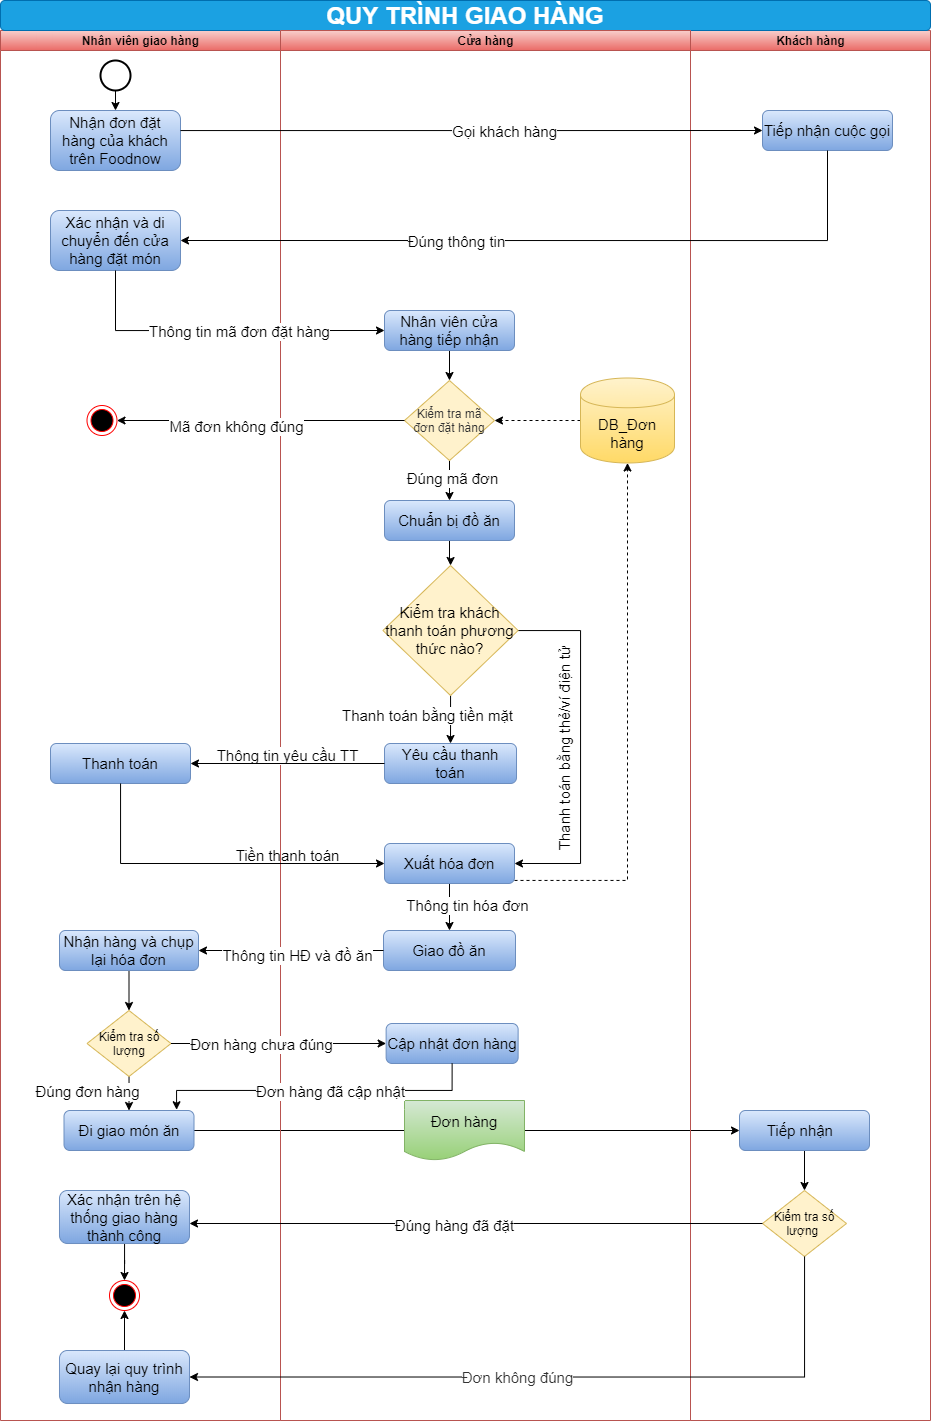 QUY TRÌNH GIAO HÀNG
Nhân viên giao hàng
Cửa hàng
Khách hàng
Nhận đơn đặt
hàng của khách
trên Foodnow
Gọi khách hàng
Tiếp nhận cuộc gọi
Xác nhận và di
chuyển đến cửa
hàng đặt món
Đúng thông tin
Thông tin mã đơn đặt hàng
Nhân viên cửa
hàng tiếp nhận
Mã đơn không đúng
Kiểm tra mã
đơn đặt hàng
DB_Đơn
hàng
Đúng mã đơn
Chuẩn bị đồ ăn
Kiểm tra khách
thanh toán phương
thức nào?
Thanh toán bằng thẻ/ví điện tử
Thanh toán bằng tiền mặt
Thanh toán
Thông tin yêu cầu TT
Yêu cầu thanh
toán
Tiền thanh toán
Xuất hóa đơn
Thông tin hóa đơn
Nhận hàng và chụp
lại hóa đơn
Thông tin HĐ và đồ ăn
Giao đồ ăn
Kiểm tra số
lượng
Đơn hàng chưa đúng
Cập nhật đơn hàng
Đúng đơn hàng
Đơn hàng đã cập nhật
Đi giao món ăn
Đơn hàng
Tiếp nhận
Xác nhận trên hệ
thống giao hàng
thành công
Đúng hàng đã đặt
Kiểm tra số
lượng
Quay lại quy trình
nhận hàng
Đơn không đúng